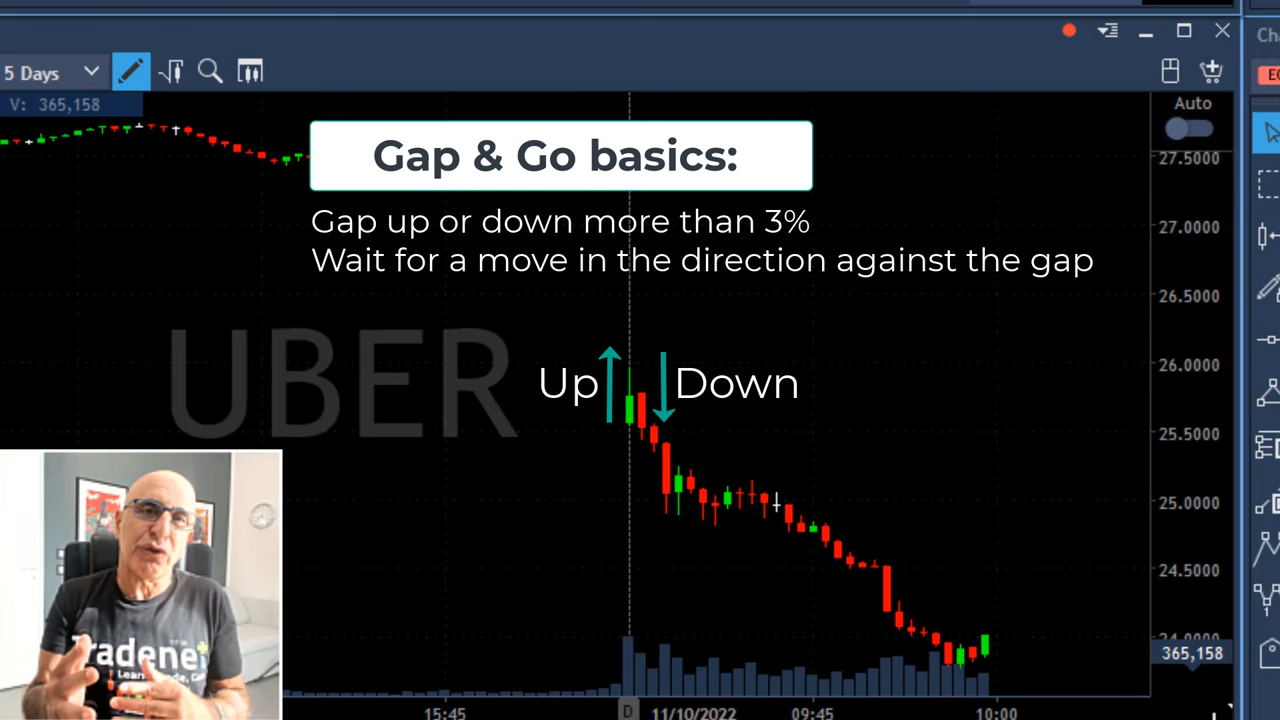 5 Days
V: 365,158
Auto
Gap & Go basics:
27.5000
Gap up or down more than 3%
27.0000
Wait for a move in the direction against the gap
26.5000
UBER
26.0000
Up
Down
25.5000
25.0000
24.5000
365,158
Tradenet
15:45
D
11/10/2022
09:45
10:00